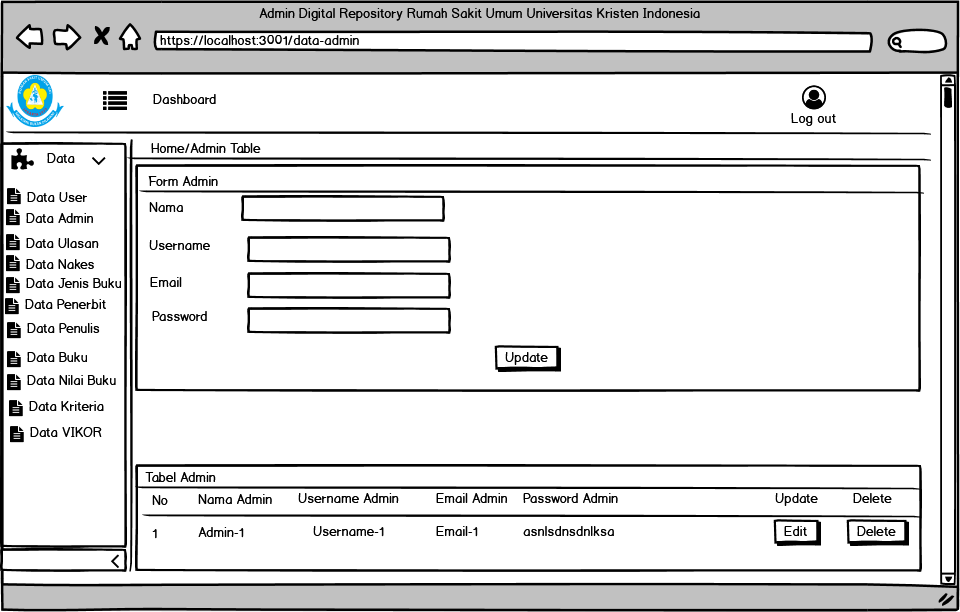 Admin Digital Repository Rumah Sakit Umum Universitas Kristen Indonesia
https://localhost:3001/data-admin
Dashboard
Log out
Data
Data User
Data Admin
Data Ulasan
Data Nakes
Data Jenis Buku
Data Penerbit
Data Penulis
Data Buku
Data Nilai Buku
Data Kriteria
Data VIKOR
Home/Admin Table
Form Admin
Nama
Username
Email
Password
Update
Tabel Admin
No Nama Admin Username Admin Email Admin Password Admin Update Delete
1 Admin-1 Username-1 Email-1 asnlsdnsdnlksa Edit Delete